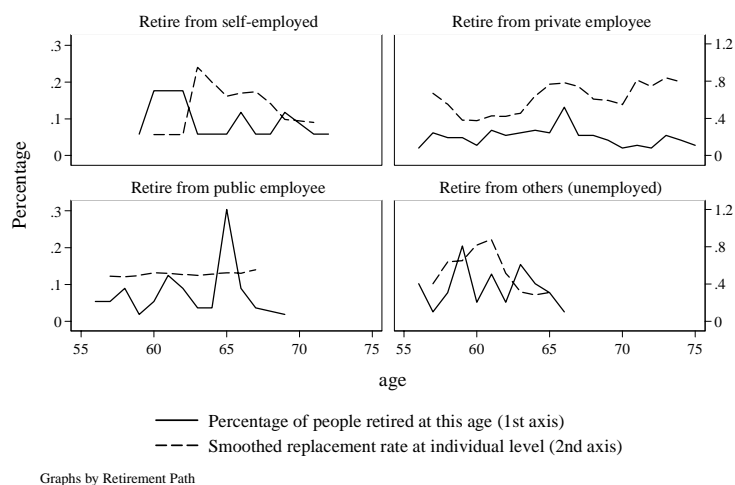 Retire from self-employed
Retire from private employee
.3
.2
.1
0
1.2
.8
.4
0
Percentage
Retire from public employee
Retire from others (unemployed)
.3
.2
.1
0
1.2
.8
.4
0
55 60 65 70 75
55 60 65 70 75
age
Percentage of people retired at this age (1st axis)
Smoothed replacement rate at individual level (2nd axis)
Graphs by Retirement Path